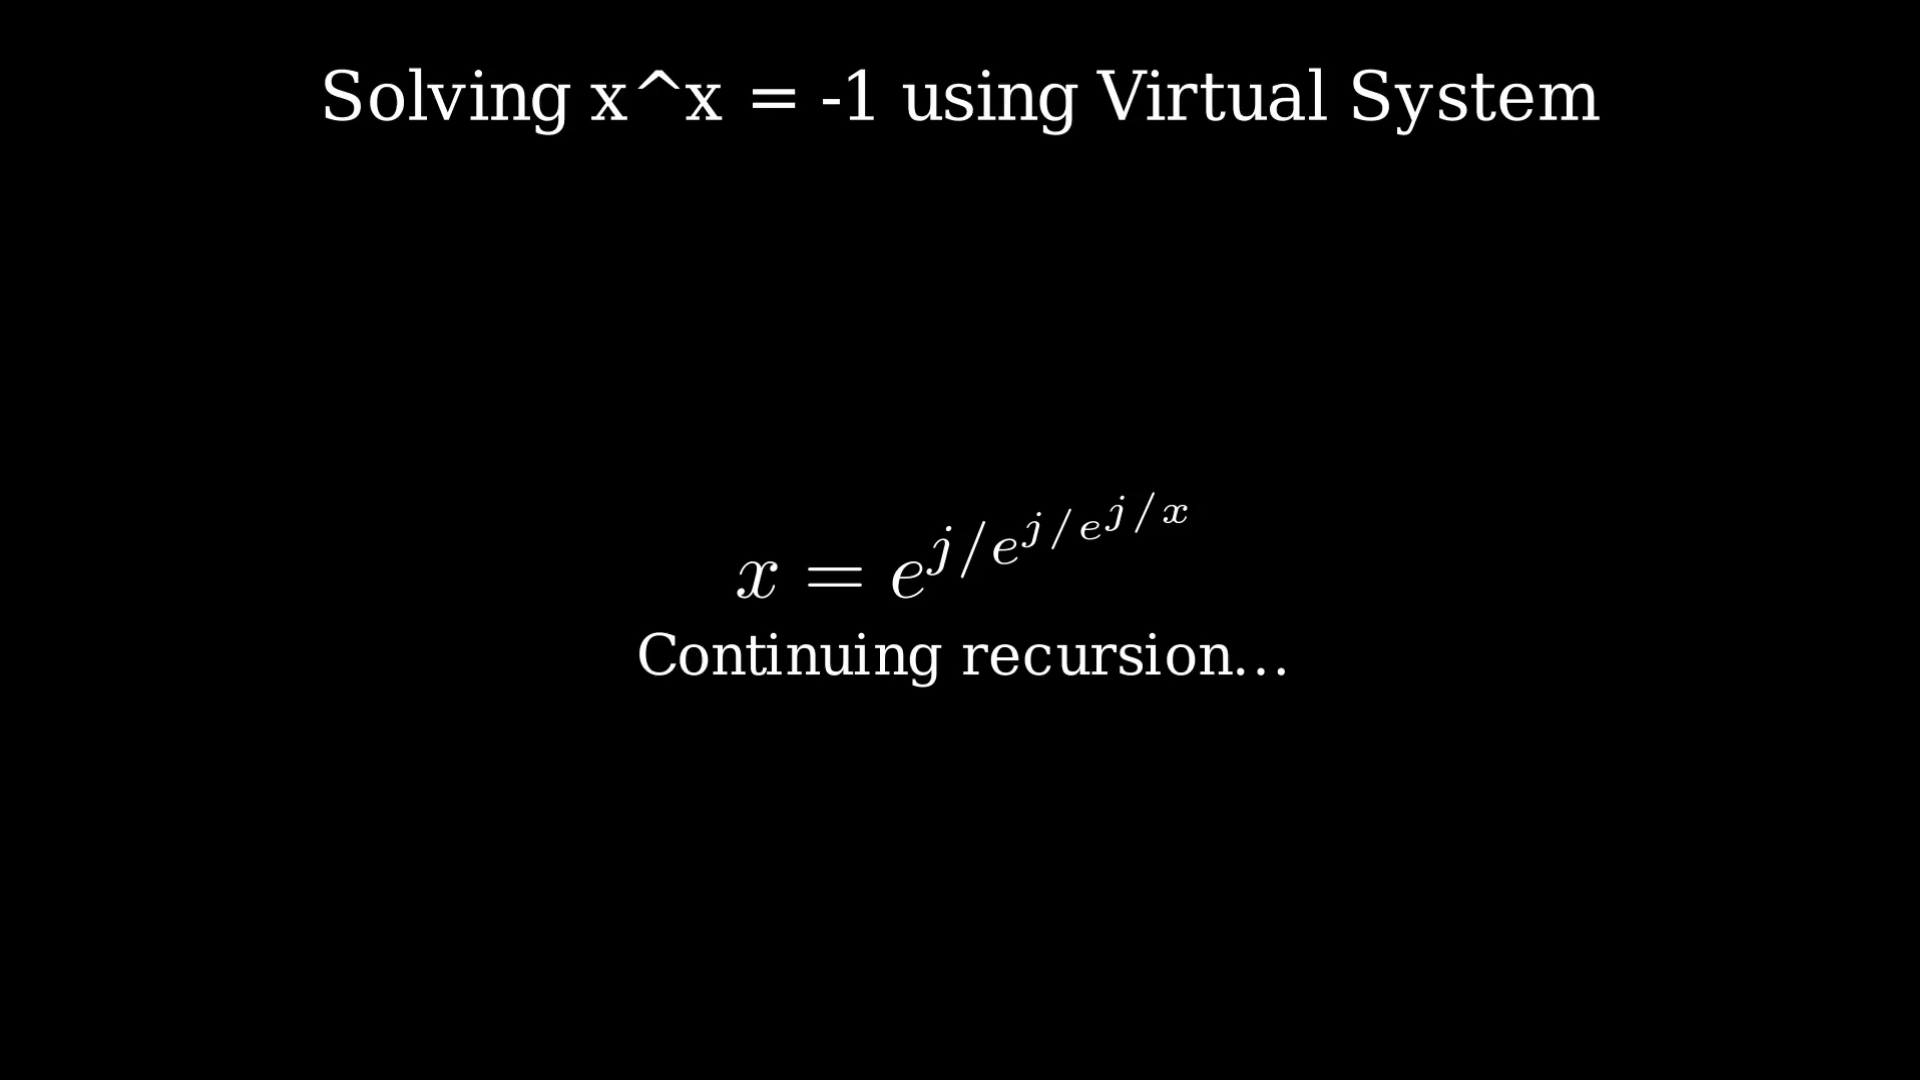 Solving x^x = -1 using Virtual System
x = e^{j/e^{j/e^{j/x}}}
Continuing recursion...